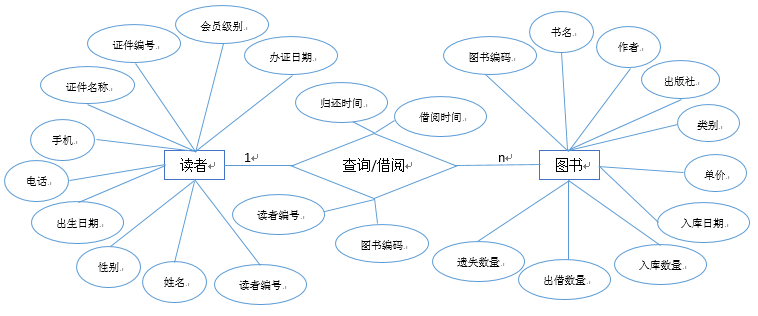 会员级别
证件编号
办证日期
证件名称
手机
电话
出生日期
性别
姓名
读者编号
读者
1
归还时间
借阅时间
查询/借阅
读者编号
图书编码
n
图书
图书编码
书名
作者
出版社
类别
单价
入库日期
入库数量
出借数量
遗失数量